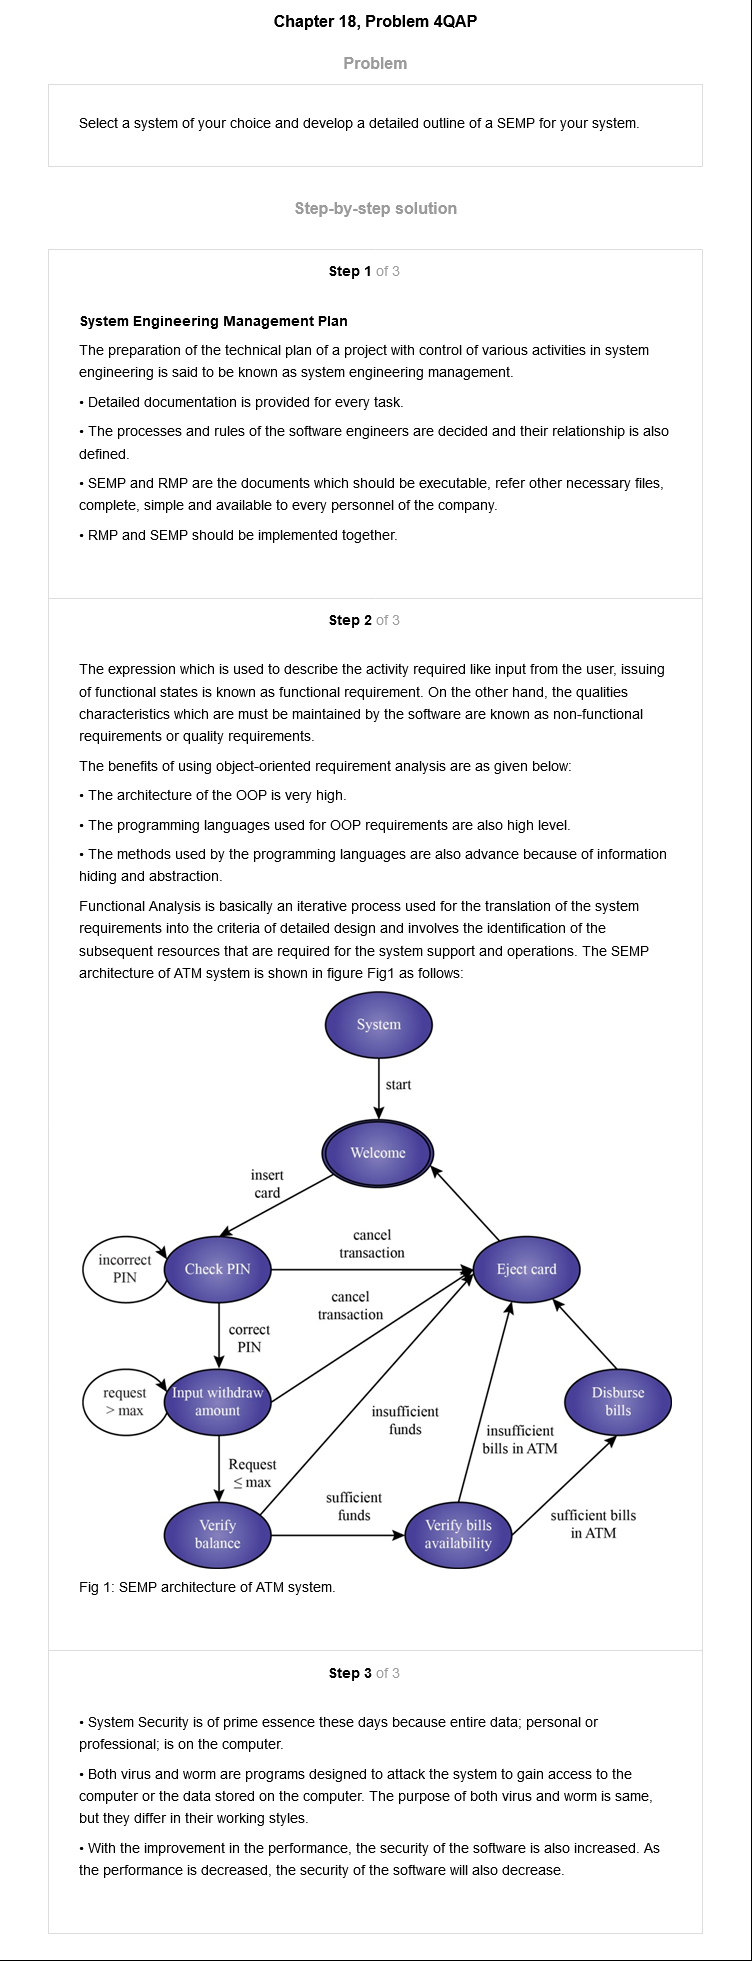 Chapter 18, Problem 4QAP
Problem
Select a system of your choice and develop a detailed outline of a SEMP for your system.
Step-by-step solution
Step 1 of 3
System Engineering Management Plan
The preparation of the technical plan of a project with control of various activities in system
engineering is said to be known as system engineering management.
• Detailed documentation is provided for every task.
• The processes and rules of the software engineers are decided and their relationship is also
defined.
• SEMP and RMP are the documents which should be executable, refer other necessary files,
complete, simple and available to every personnel of the company.
• RMP and SEMP should be implemented together.
Step 2 of 3
The expression which is used to describe the activity required like input from the user, issuing
of functional states is known as functional requirement. On the other hand, the qualities
characteristics which are must be maintained by the software are known as non-functional
requirements or quality requirements.
The benefits of using object-oriented requirement analysis are as given below:
• The architecture of the OOP is very high.
• The programming languages used for OOP requirements are also high level.
• The methods used by the programming languages are also advance because of information
hiding and abstraction.
Functional Analysis is basically an iterative process used for the translation of the system
requirements into the criteria of detailed design and involves the identification of the
subsequent resources that are required for the system support and operations. The SEMP
architecture of ATM system is shown in figure Fig1 as follows:
System
start
Welcome
insert
card
cancel
transaction
incorrect
PIN
Check PIN
Eject card
cancel
transaction
correct
PIN
request
> max
Input withdraw
amount
Disburse
bills
insufficient
funds
insufficient
bills in ATM
Request
≤ max
sufficient
funds
sufficient bills
in ATM
Verify
balance
Verify bills
availability
Fig 1: SEMP architecture of ATM system.
Step 3 of 3
• System Security is of prime essence these days because entire data; personal or
professional; is on the computer.
• Both virus and worm are programs designed to attack the system to gain access to the
computer or the data stored on the computer. The purpose of both virus and worm is same,
but they differ in their working styles.
• With the improvement in the performance, the security of the software is also increased. As
the performance is decreased, the security of the software will also decrease.